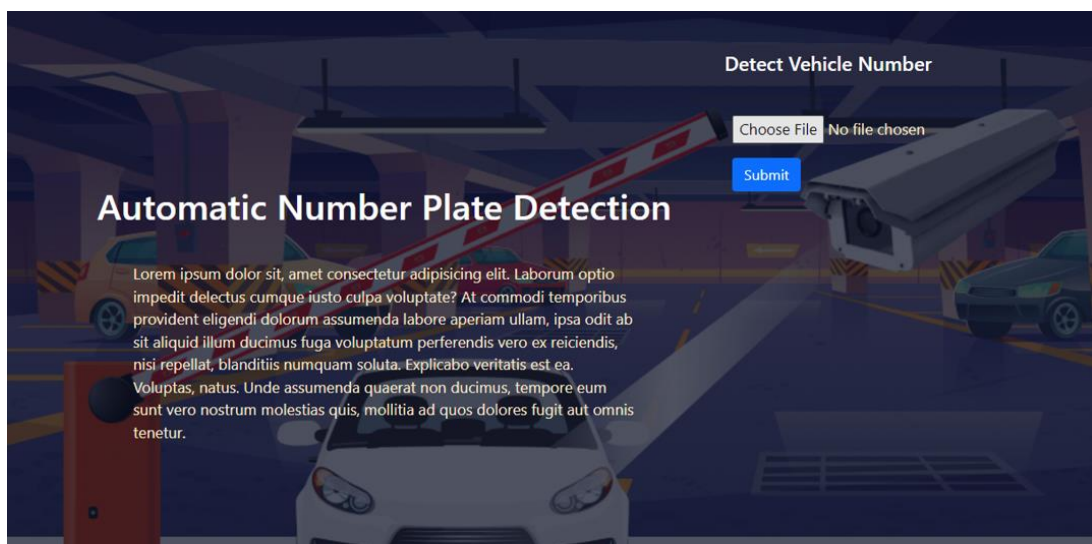 Detect Vehicle Number
Choose File No file chosen
Submit
Automatic Number Plate Detection
Lorem ipsum dolor sit, amet consectetur adipisicing elit. Laborum optio
impedit delectus cumque iusto culpa voluptate? At commodi temporibus
provident eligendi dolorum assumenda labore aperiam ullam, ipsa odit ab
sit aliquid illum ducimus fuga voluptatum perferendis vero ex reiciendis,
nisi repellat, blanditiis numquam soluta. Explicabo veritatis est ea.
Voluptas, natus. Unde assumenda quaerat non ducimus, tempore eum
sunt vero nostrum molestias quis, mollitia ad quos dolores fugit aut omnis
tenetur.